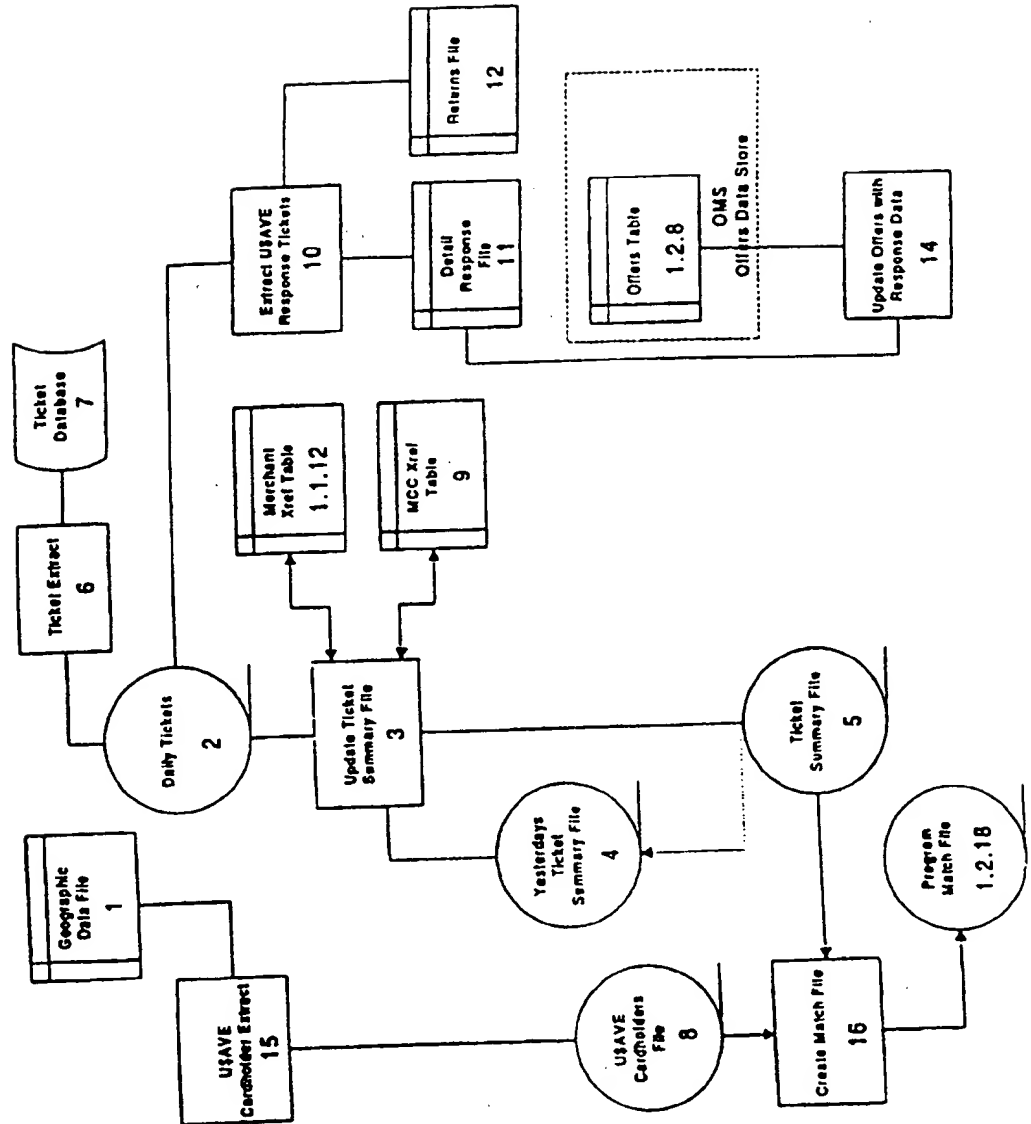 Ticket
Database
7
Ticket Extract
6
Daily Tickets
2
Geographic
Data File
1
USAVE
Cardholder Extract
15
Update Ticket
Summary File
3
Merchant
Xref Table
1.1.12
MCC Xref
Table
9
Extract USAVE
Response Tickets
10
Returns File
12
Detail
Response
File
11
Offers Table
1.2.8
OMS
Offers Data Store
Update Offers with
Response Data
14
Yesterdays
Ticket
Summary File
4
Ticket
Summary File
5
USAVE
Cardholders
File
8
Create Match File
16
Program
Match File
1.2.18